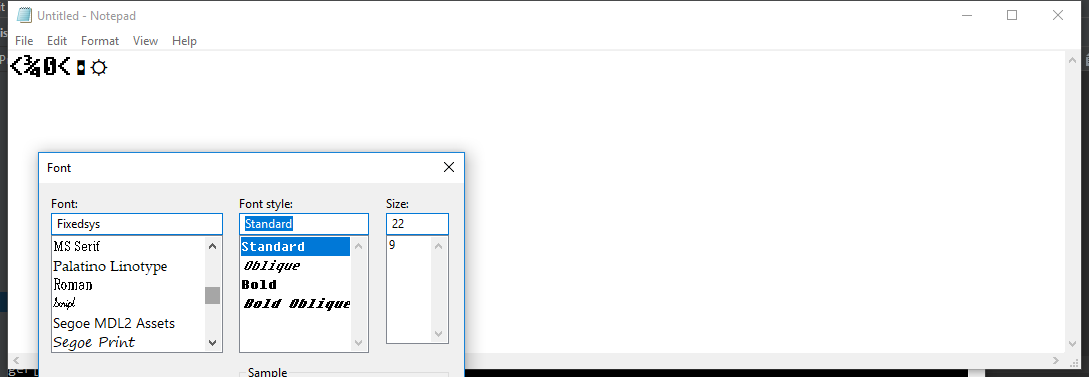 Untitled - Notepad
File Edit Format View Help
<¾0<◘☼
Font
Font: Font style: Size:
Fixedsys Standard 22
MS Serif Standard 9
Palatino Linotype Oblique
Roman Bold
Script Bold Oblique
Segoe MDL2 Assets
Segoe Print
Sample